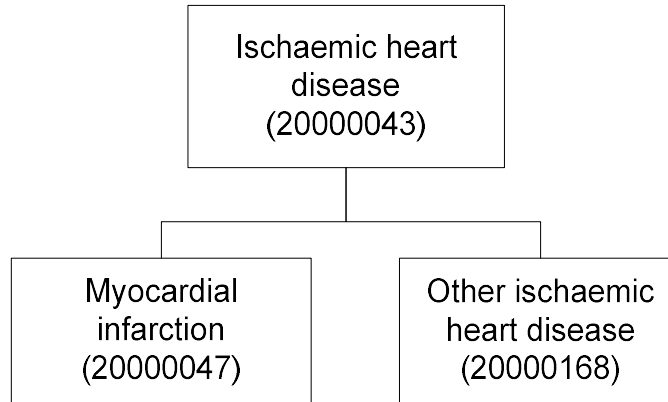 Ischaemic heart
disease
(20000043)
Myocardial
infarction
(20000047)
Other ischaemic
heart disease
(20000168)